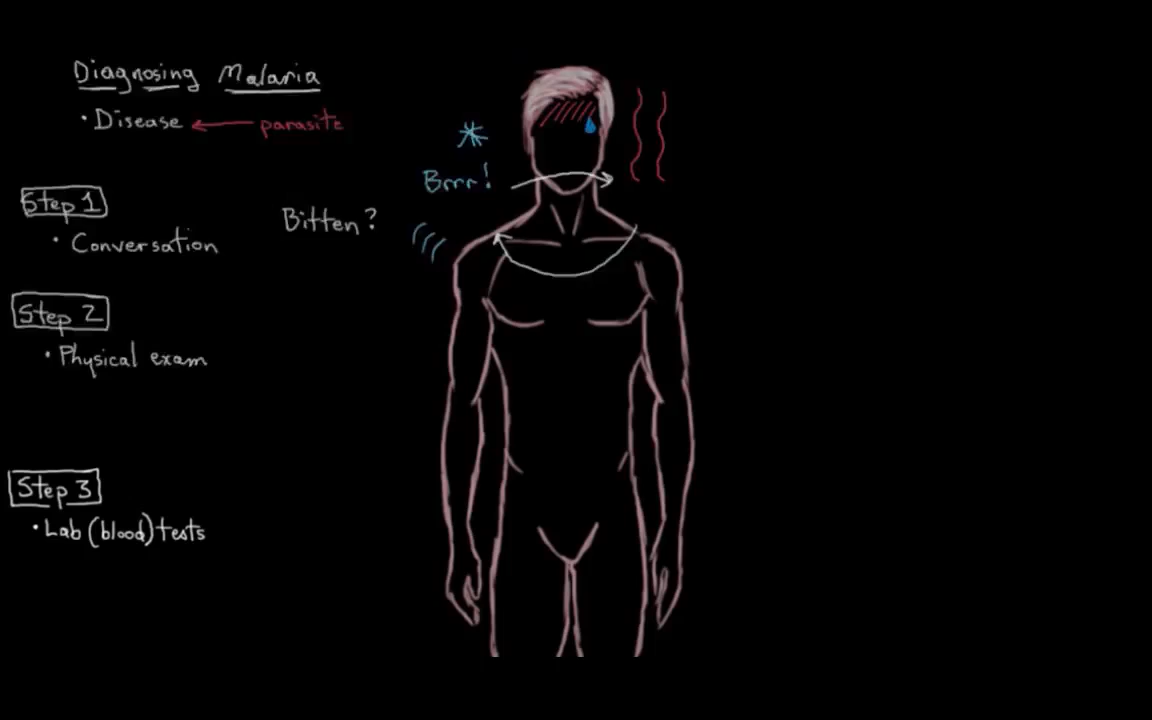 Diagnosing Malaria
• Disease ← parasite
Step 1
• Conversation
Bitten?
Brrr!
Step 2
• Physical exam
Step 3
• Lab (blood) tests